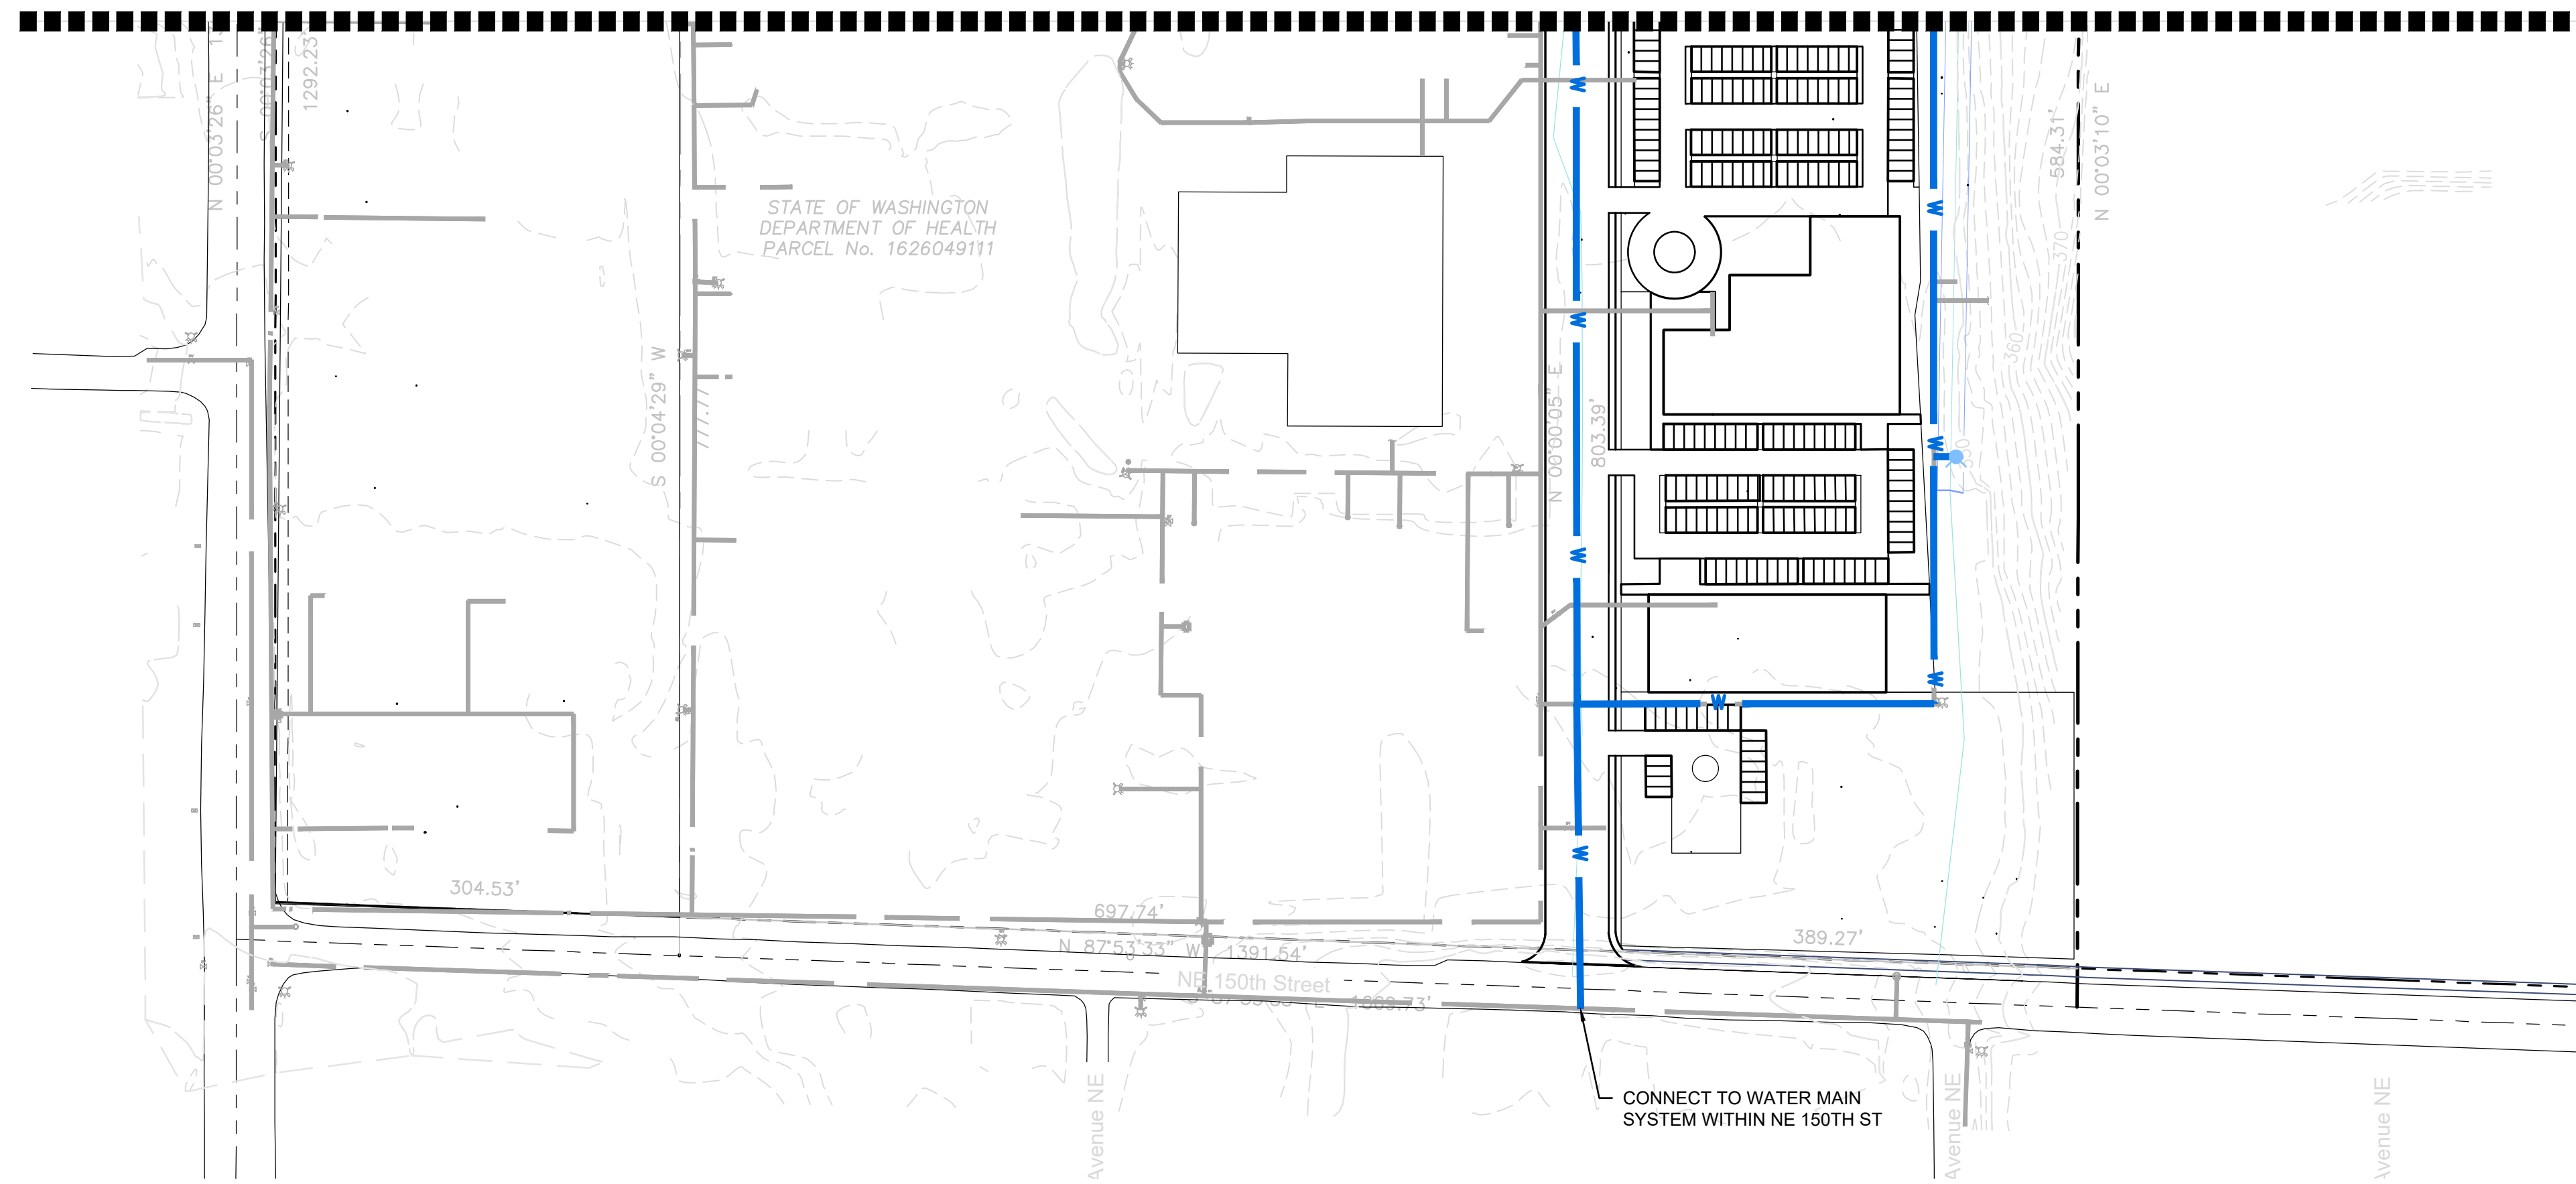 N 00°03'26" E
S 00°03'26"
1292.23'
STATE OF WASHINGTON
DEPARTMENT OF HEALTH
PARCEL No. 1626049111
S 00°04'29" W
777.77
N 00°00'05" E
803.39'
584.31'
N 00°03'10" E
370
360
W
W
W
W
W
W
W
W
W
304.53'
697.74'
N 87°53'33" W
1391.54'
NE 150th Street
389.27'
CONNECT TO WATER MAIN
SYSTEM WITHIN NE 150TH ST
Avenue NE
Avenue NE
Avenue NE